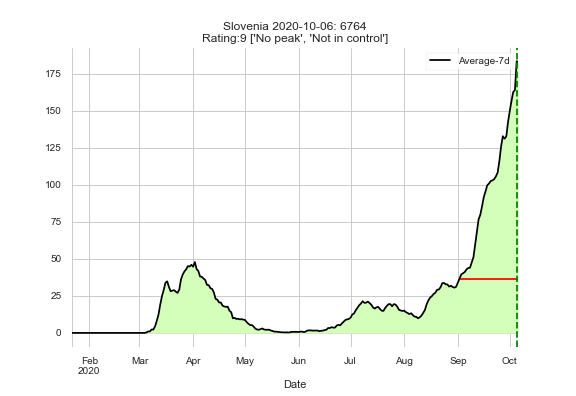 Slovenia 2020-10-06: 6764
Rating:9 ['No peak', 'Not in control']
Average-7d
175
150
125
100
75
50
25
0
Feb Mar Apr May Jun Jul Aug Sep Oct
2020
Date